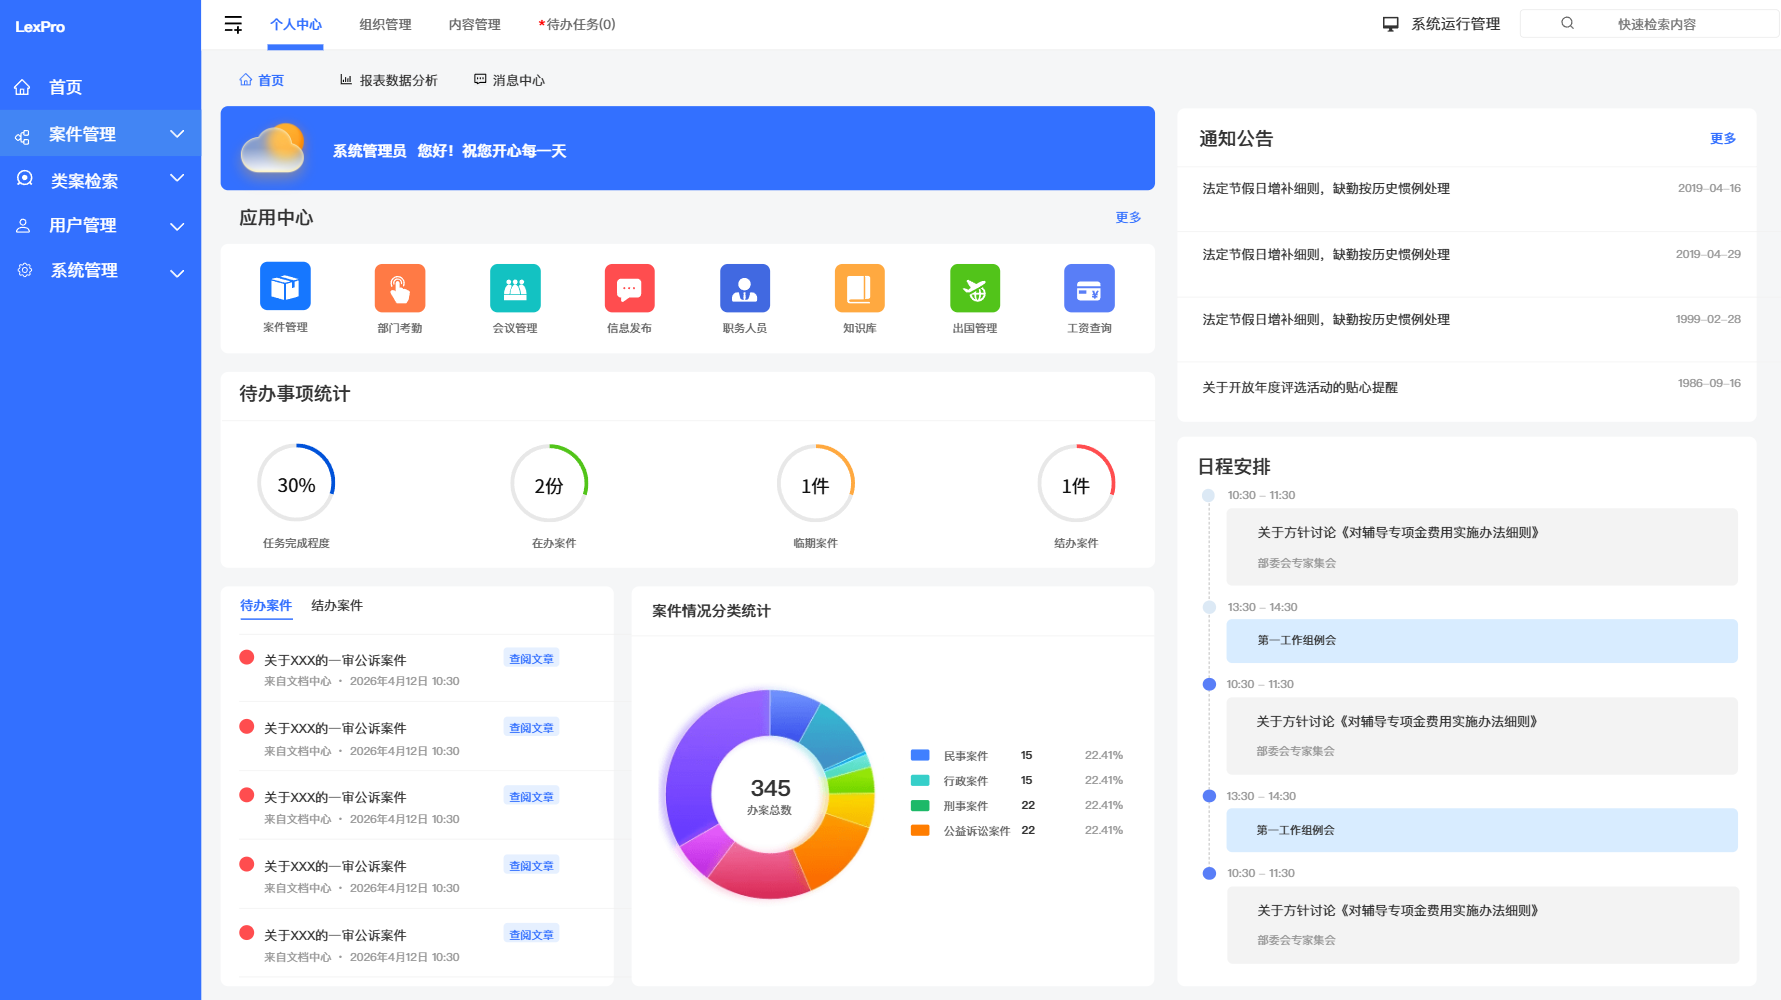 LexPro
首页
案件管理
类案检索
用户管理
系统管理
个人中心
组织管理
内容管理
*待办任务(0)
系统运行管理
快速检索内容
首页
报表数据分析
消息中心
系统管理员 您好！祝您开心每一天
应用中心
更多
案件管理
部门考勤
会议管理
信息发布
职务人员
知识库
出国管理
工资查询
待办事项统计
30%
2份
1件
1件
任务完成程度
在办案件
临期案件
结办案件
待办案件
结办案件
关于XXX的一审公诉案件
查阅文章
来自文档中心 · 2026年4月12日 10:30
关于XXX的一审公诉案件
查阅文章
来自文档中心 · 2026年4月12日 10:30
关于XXX的一审公诉案件
查阅文章
来自文档中心 · 2026年4月12日 10:30
关于XXX的一审公诉案件
查阅文章
来自文档中心 · 2026年4月12日 10:30
关于XXX的一审公诉案件
查阅文章
来自文档中心 · 2026年4月12日 10:30
案件情况分类统计
345
办案总数
民事案件 15 22.41%
行政案件 15 22.41%
刑事案件 22 22.41%
公益诉讼案件 22 22.41%
通知公告
更多
法定节假日增补细则，缺勤按历史惯例处理 2019-04-16
法定节假日增补细则，缺勤按历史惯例处理 2019-04-29
法定节假日增补细则，缺勤按历史惯例处理 1999-02-28
关于开放年度评选活动的贴心提醒 1986-09-16
日程安排
10:30 – 11:30
关于方针讨论《对辅导专项金费用实施办法细则》
部委会专家集会
13:30 – 14:30
第一工作组例会
10:30 – 11:30
关于方针讨论《对辅导专项金费用实施办法细则》
部委会专家集会
13:30 – 14:30
第一工作组例会
10:30 – 11:30
关于方针讨论《对辅导专项金费用实施办法细则》
部委会专家集会